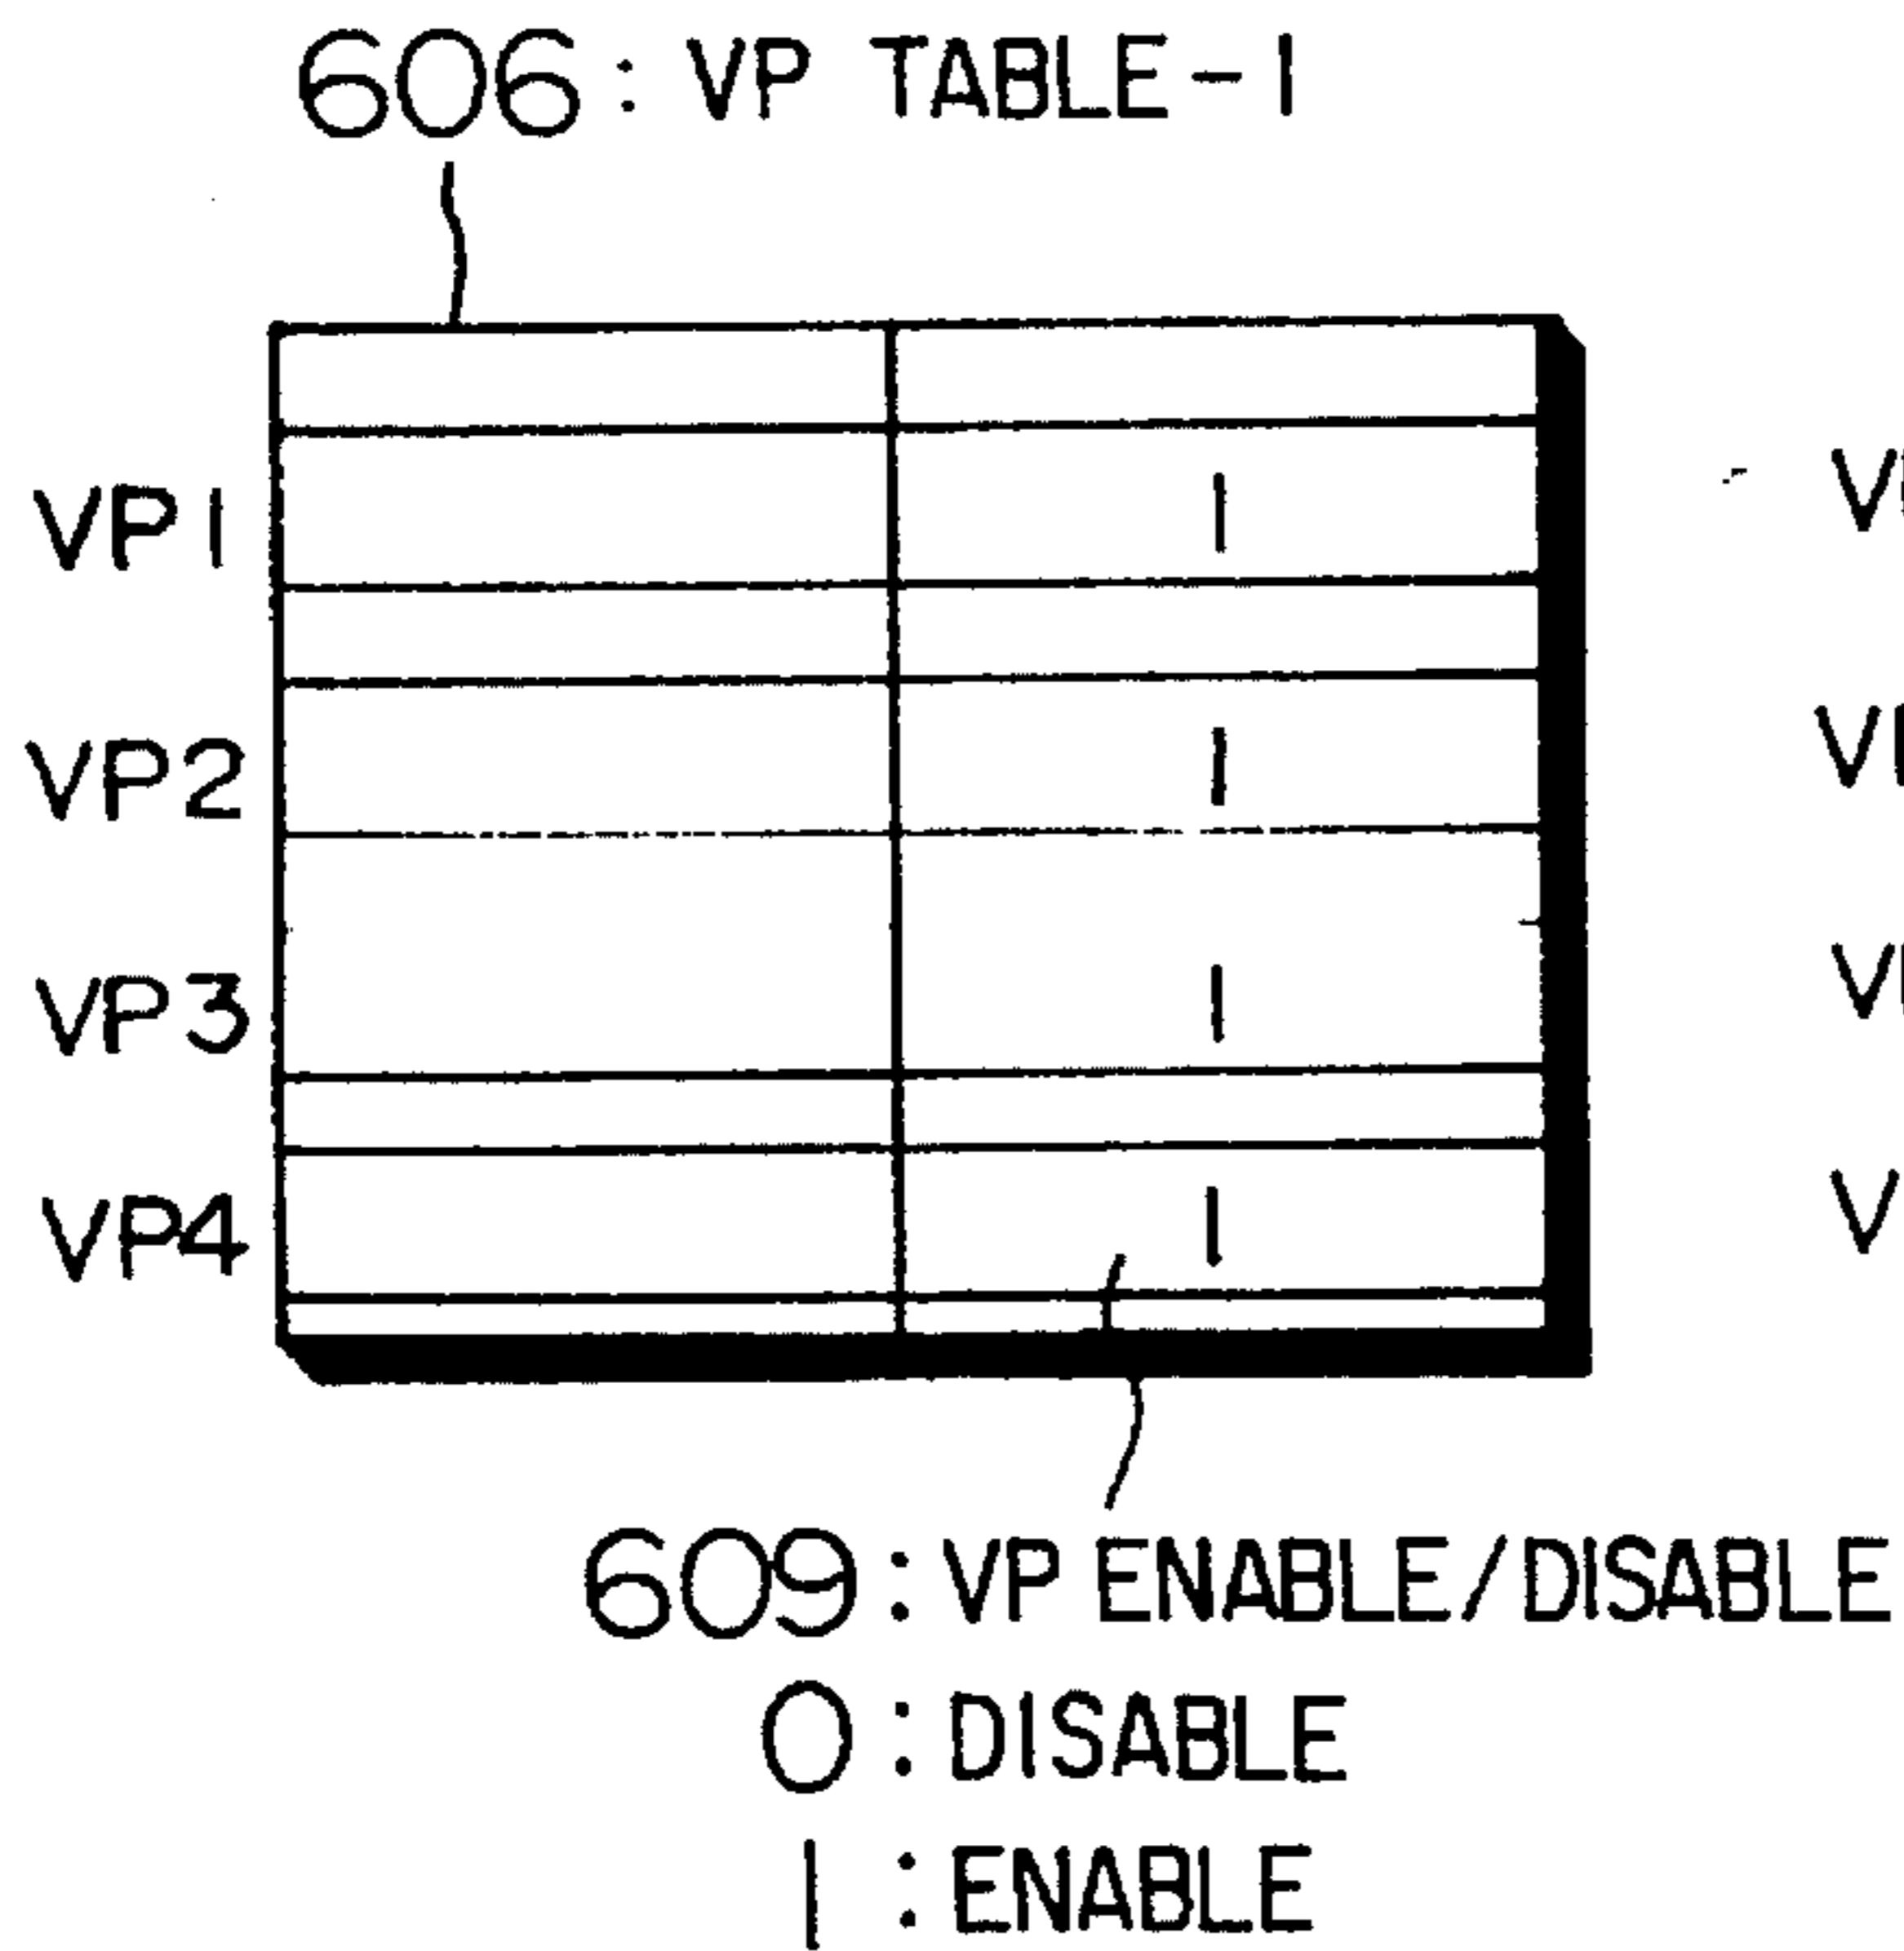 606: VP TABLE-1
VP1 1
VP2 1
VP3 1
VP4 1
609: VP ENABLE/DISABLE
0: DISABLE
1: ENABLE